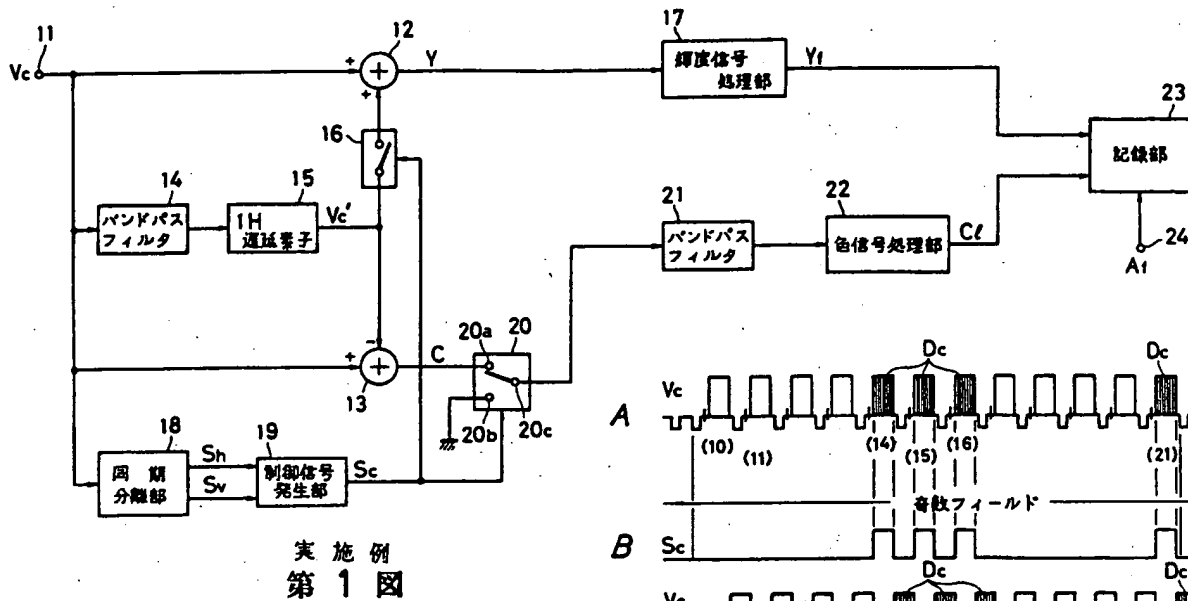 11
Vc
12
Y
17
輝度信号
処理部
Yf
23
記録部
24
Af
16
14
バンドパス
フィルタ
15
1H
遅延素子
Vc'
21
バンドパス
フィルタ
22
色信号処理部
Cℓ
13
C
20a
20
20b
20c
18
同期
分離部
Sh
Sv
19
制御信号
発生部
Sc
実施例
第1図
Dc
Dc
A
Vc
(10)
(11)
(14)
(15)
(16)
(21)
奇数フィールド
B
Sc
Dc
Dc
Vc